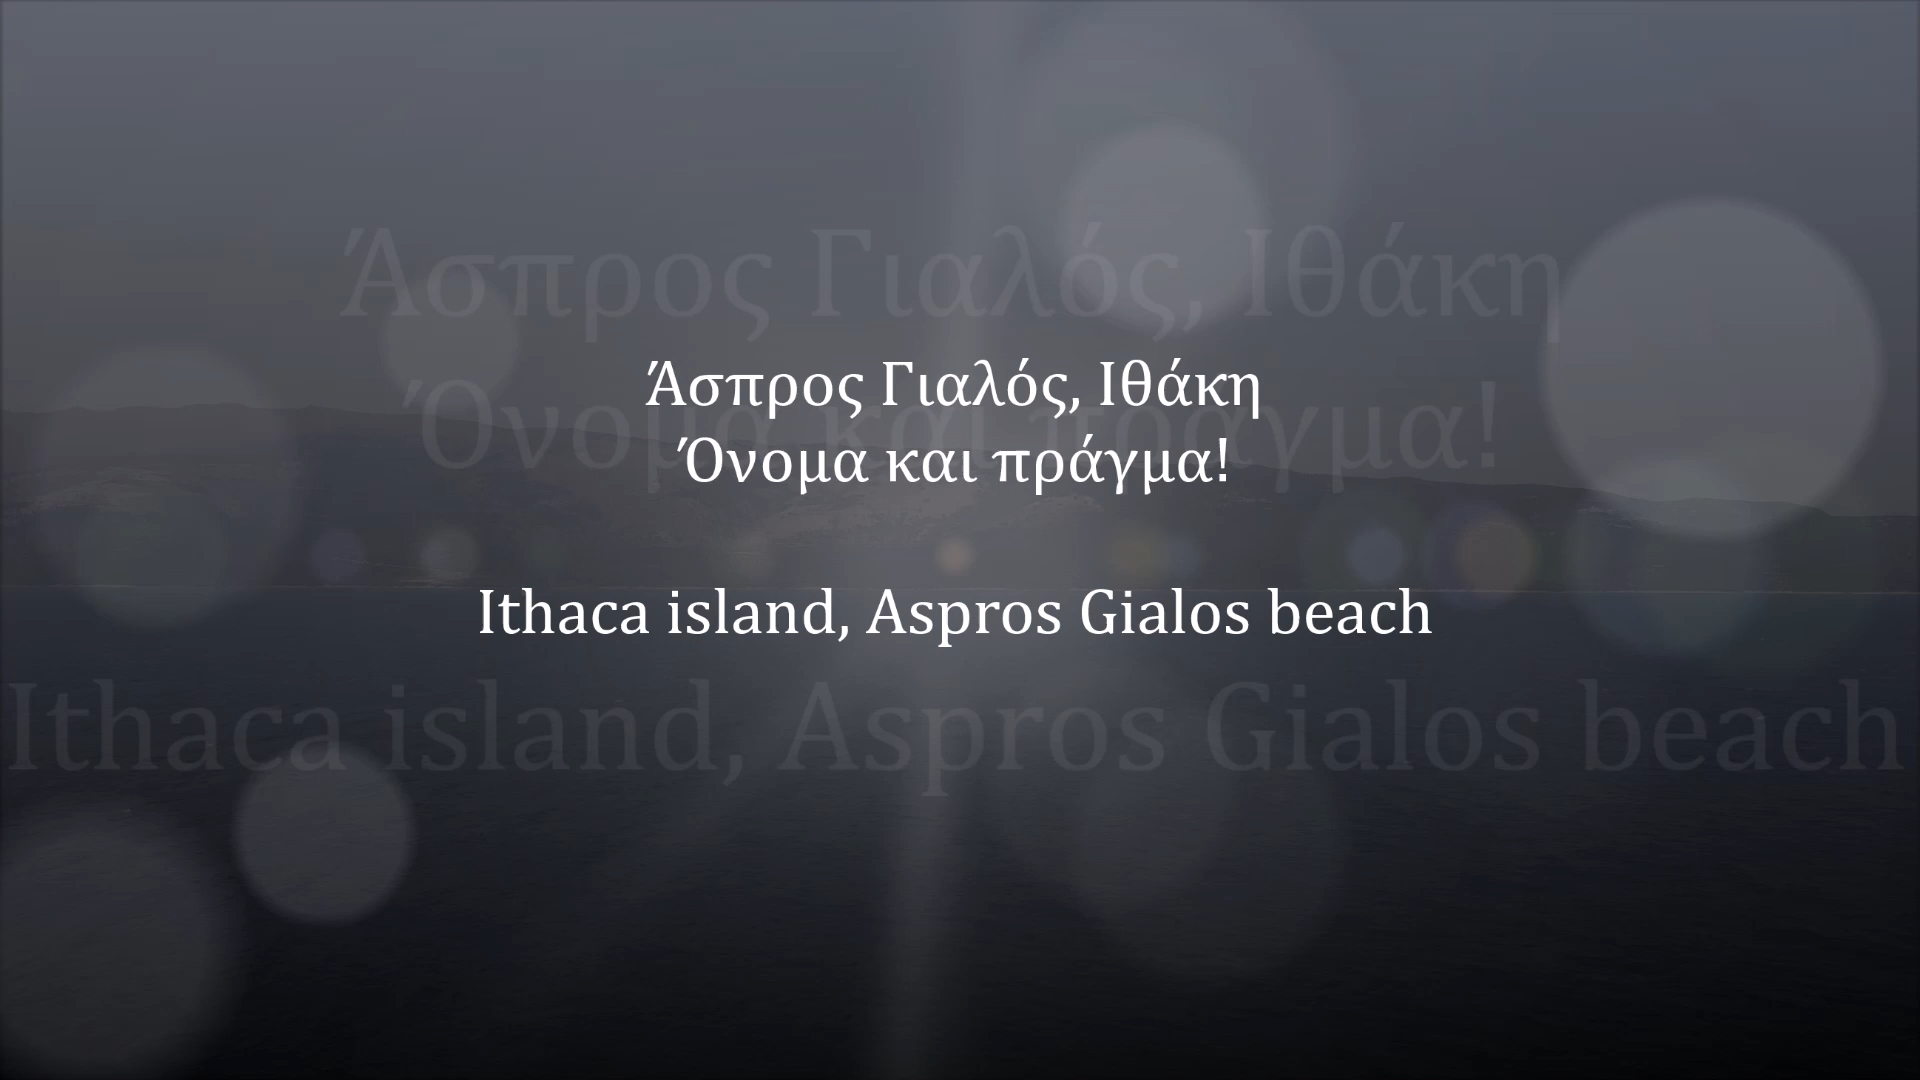 Άσπρος Γιαλός, Ιθάκη
Όνομα και πράγμα!
Ithaca island, Aspros Gialos beach